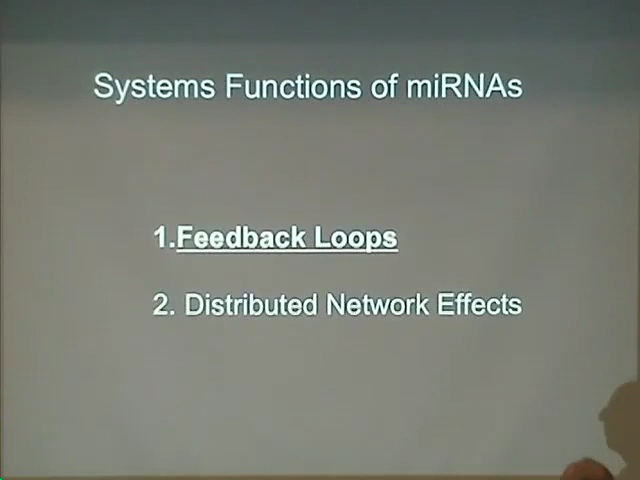 Systems Functions of miRNAs
1.Feedback Loops
2. Distributed Network Effects